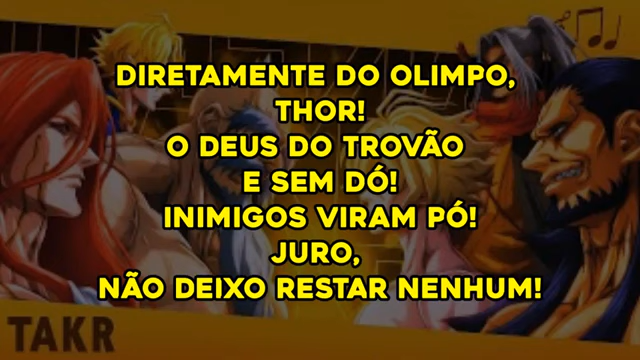 DIRETAMENTE DO OLIMPO,
THOR!
O DEUS DO TROVÃO
E SEM DÓ!
INIMIGOS VIRAM PÓ!
JURO,
NÃO DEIXO RESTAR NENHUM!
TAKR